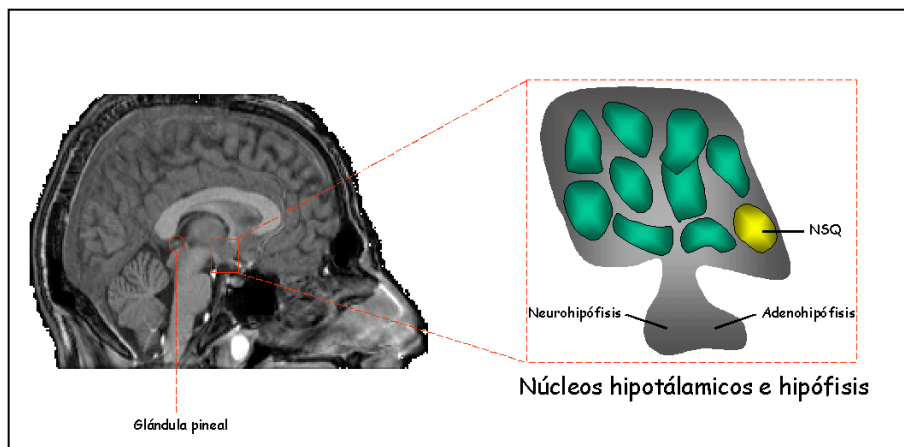 NSQ
Neurohipófisis
Adenohipófisis
Núcleos hipotálamicos e hipófisis
Glándula pineal